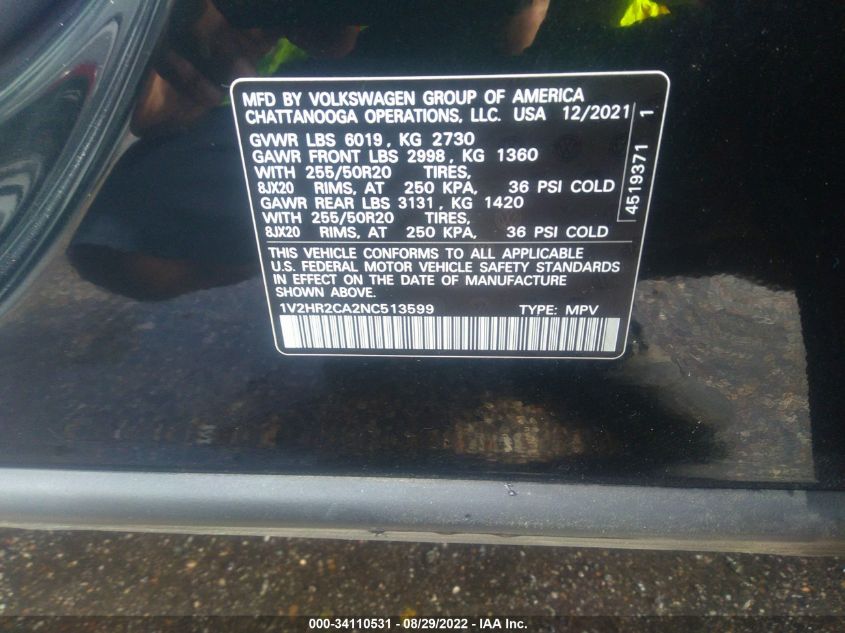 MFD BY VOLKSWAGEN GROUP OF AMERICA
CHATTANOOGA OPERATIONS, LLC. USA 12/2021
GVWR LBS 6019, KG 2730
GAWR FRONT LBS 2998, KG 1360
WITH 255/50R20 TIRES,
8JX20 RIMS, AT 250 KPA, 36 PSI COLD
GAWR REAR LBS 3131, KG 1420
WITH 255/50R20 TIRES,
8JX20 RIMS, AT 250 KPA, 36 PSI COLD
4519371 1
THIS VEHICLE CONFORMS TO ALL APPLICABLE
U.S. FEDERAL MOTOR VEHICLE SAFETY STANDARDS
IN EFFECT ON THE DATE OF MANUFACTURE
SHOWN ABOVE.
1V2HR2CA2NC513599 TYPE: MPV
000-34110531 - 08/29/2022 - IAA Inc.